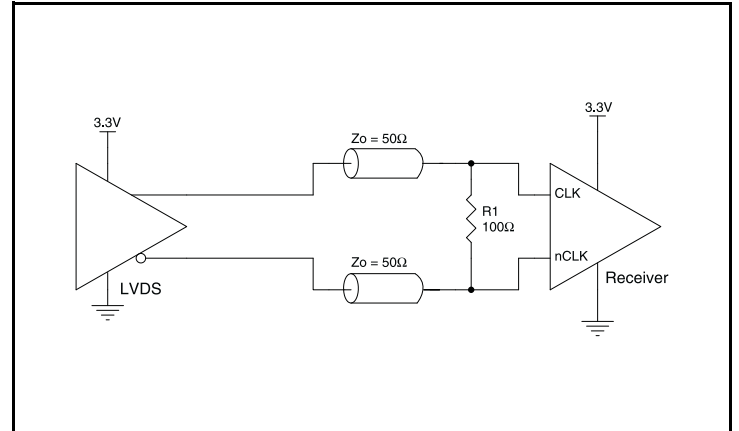 3.3V
3.3V
Zo = 50Ω
CLK
R1
100Ω
Zo = 50Ω
nCLK
LVDS
Receiver